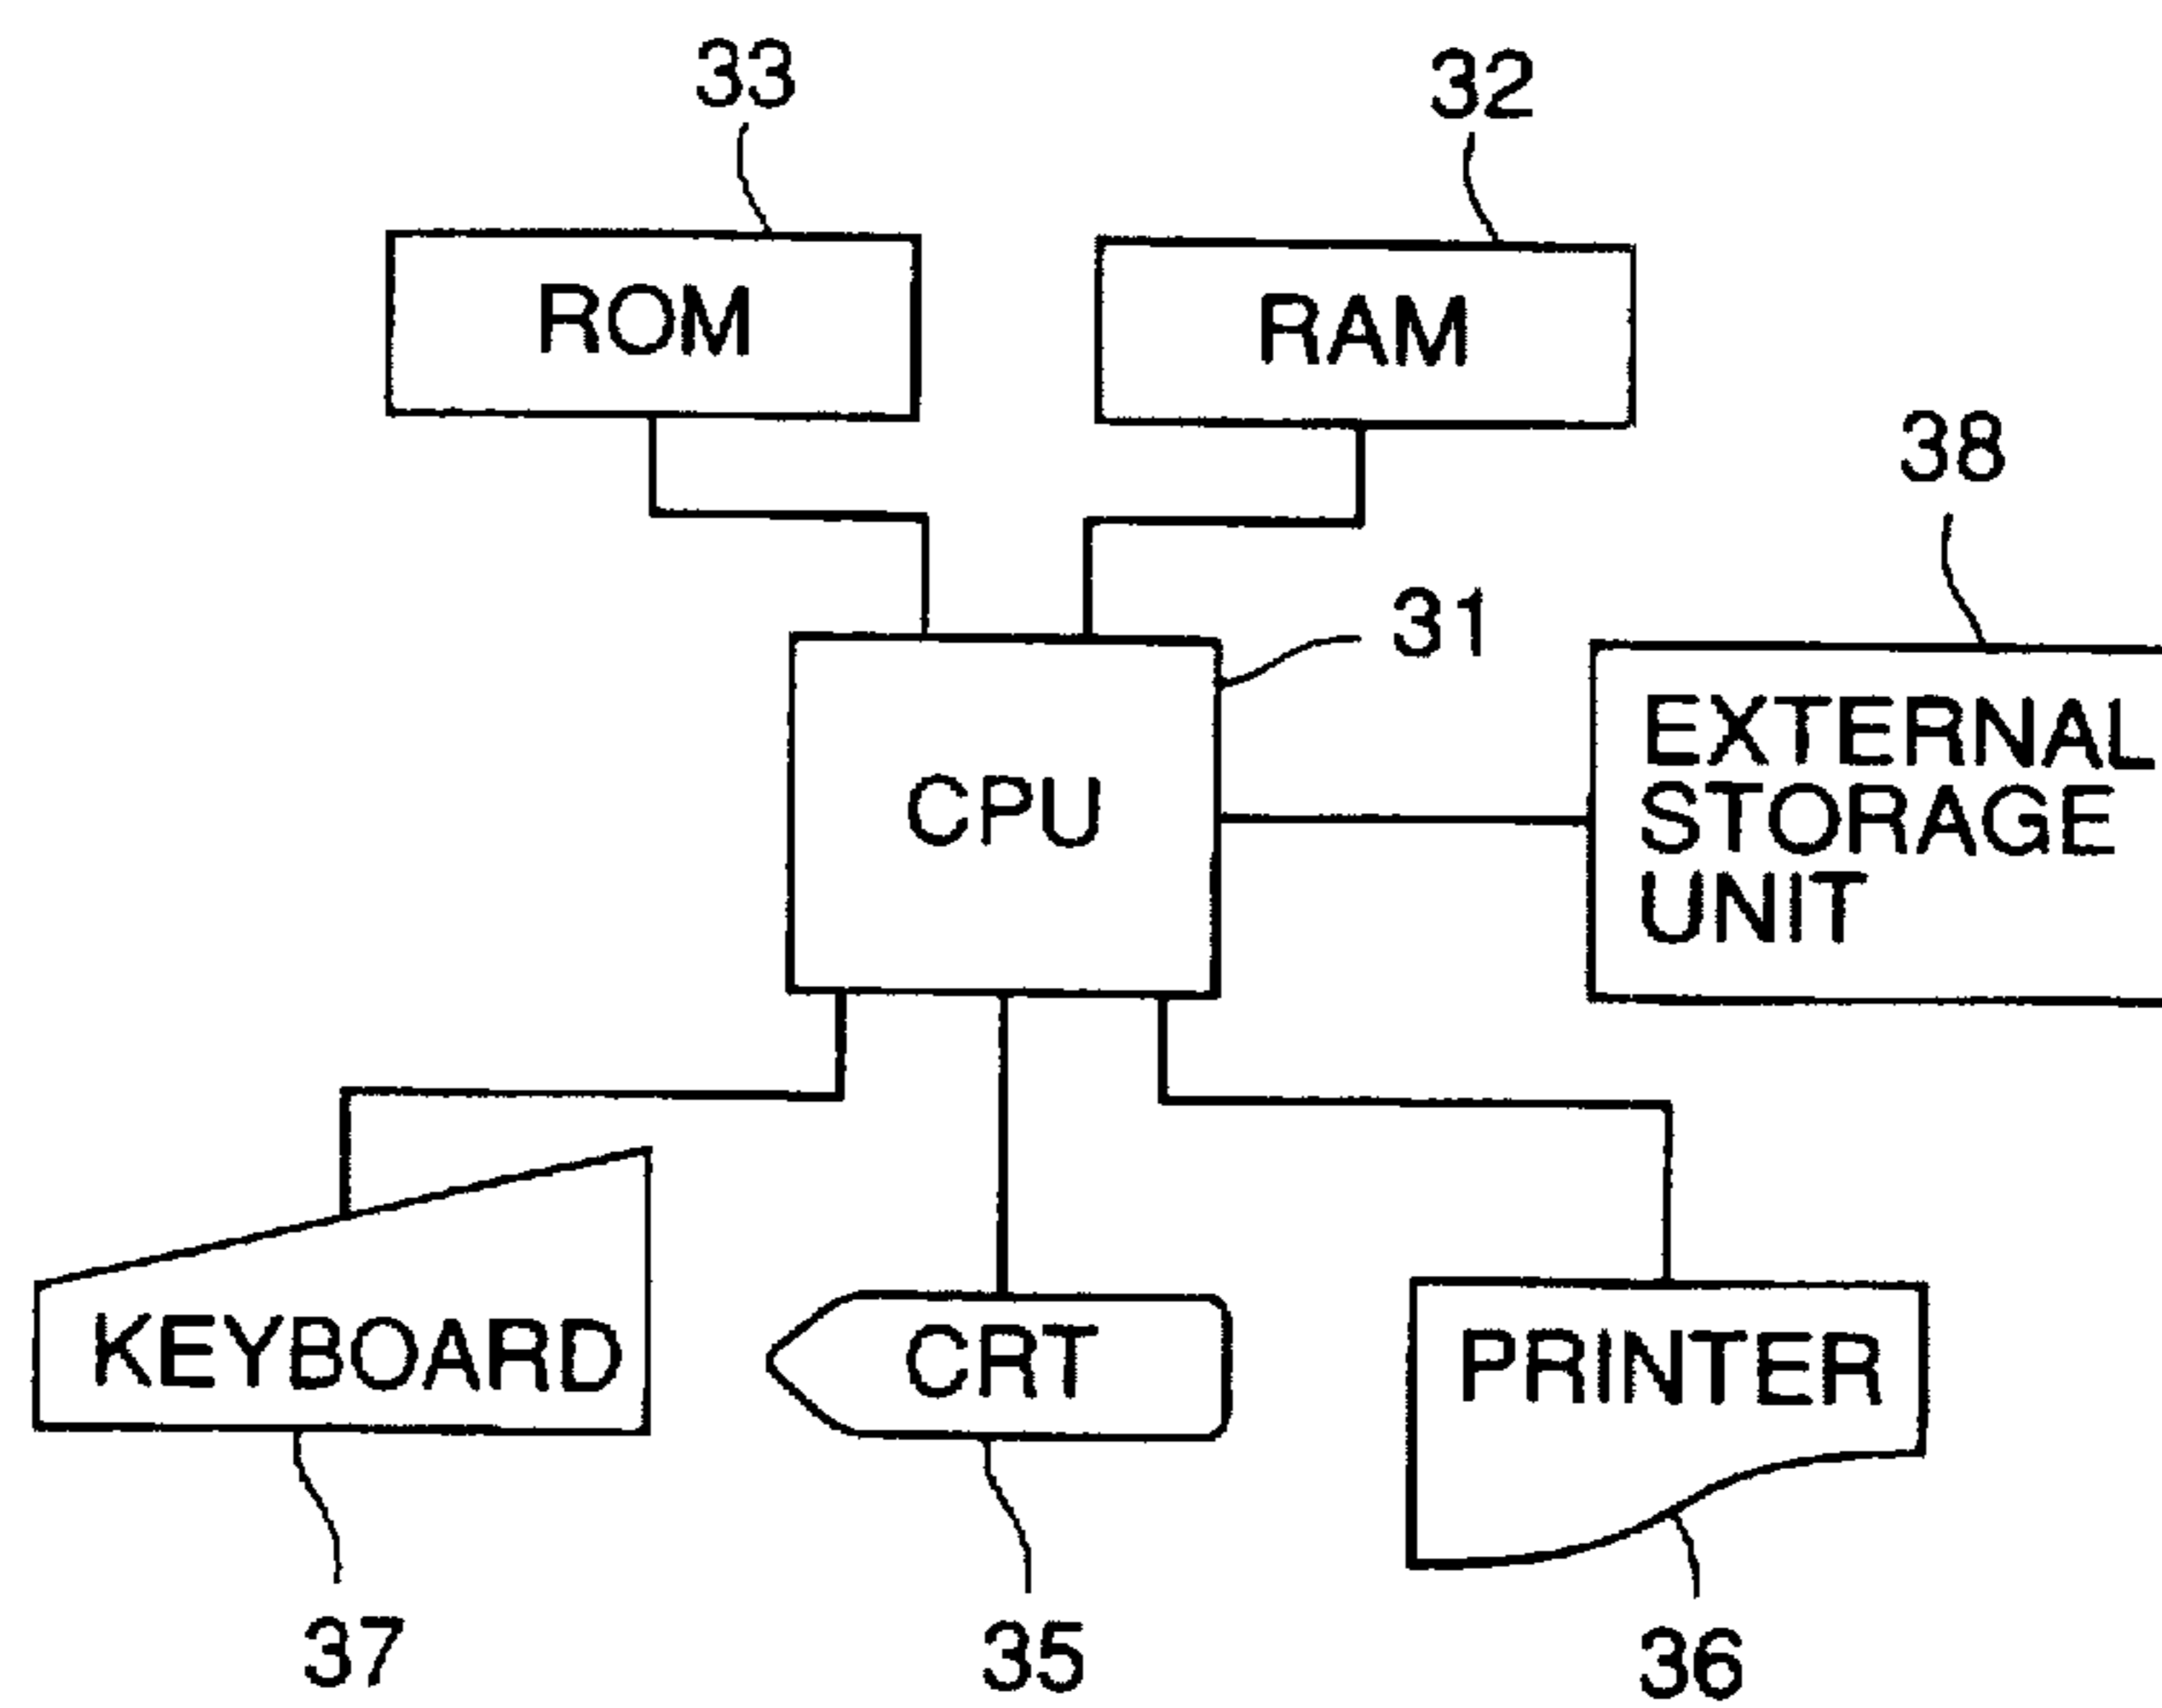 33
32
ROM
RAM
38
31
EXTERNAL
STORAGE
UNIT
CPU
KEYBOARD
CRT
PRINTER
37
35
36